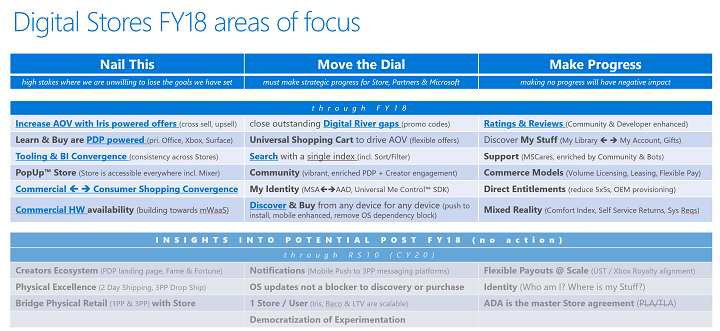 Digital Stores FY18 areas of focus
Nail This
Move the Dial
Make Progress
high stakes where we are unwilling to lose the goals we have set
must make strategic progress for Store, Partners & Microsoft
making no progress will have negative impact
through FY18
Increase AOV with Iris powered offers (cross sell, upsell)
close outstanding Digital River gaps (promo codes)
Ratings & Reviews (Community & Developer enhanced)
Learn & Buy are PDP powered (pri. Office, Xbox, Surface)
Universal Shopping Cart to drive AOV (flexible offers)
Discover My Stuff (My Library ←→ My Account, Gifts)
Tooling & BI Convergence (consistency across Stores)
Search with a single index (incl. Sort/Filter)
Support (MSCares, enriched by Community & Bots)
PopUp™ Store (Store is accessible everywhere incl. Mixer)
Community (vibrant, enriched PDP + Creator engagement)
Commerce Models (Volume Licensing, Leasing, Flexible Pay)
Commercial ←→ Consumer Shopping Convergence
My Identity (MSA←→AAD, Universal Me Control™ SDK)
Direct Entitlements (reduce 5x5s, OEM provisioning)
Commercial HW availability (building towards mWaaS)
Discover & Buy from any device for any device (push to
install, mobile enhanced, remove OS dependency block)
Mixed Reality (Comfort Index, Self Service Returns, Sys Reqs)
INSIGHTS INTO POTENTIAL POST FY18 (no action)
through RS10 (CY20)
Creators Ecosystem (PDP landing page, Fame & Fortune)
Notifications (Mobile Push to 3PP messaging platforms)
Flexible Payouts @ Scale (UST / Xbox Royalty alignment)
Physical Excellence (2 Day Shipping, 3PP Drop Ship)
OS updates not a blocker to discovery or purchase
Identity (Who am I? Where is my Stuff?)
Bridge Physical Retail (1PP & 3PP) with Store
1 Store / User (Iris, Reco & LTV are scalable)
ADA is the master Store agreement (PLA/TLA)
Democratization of Experimentation